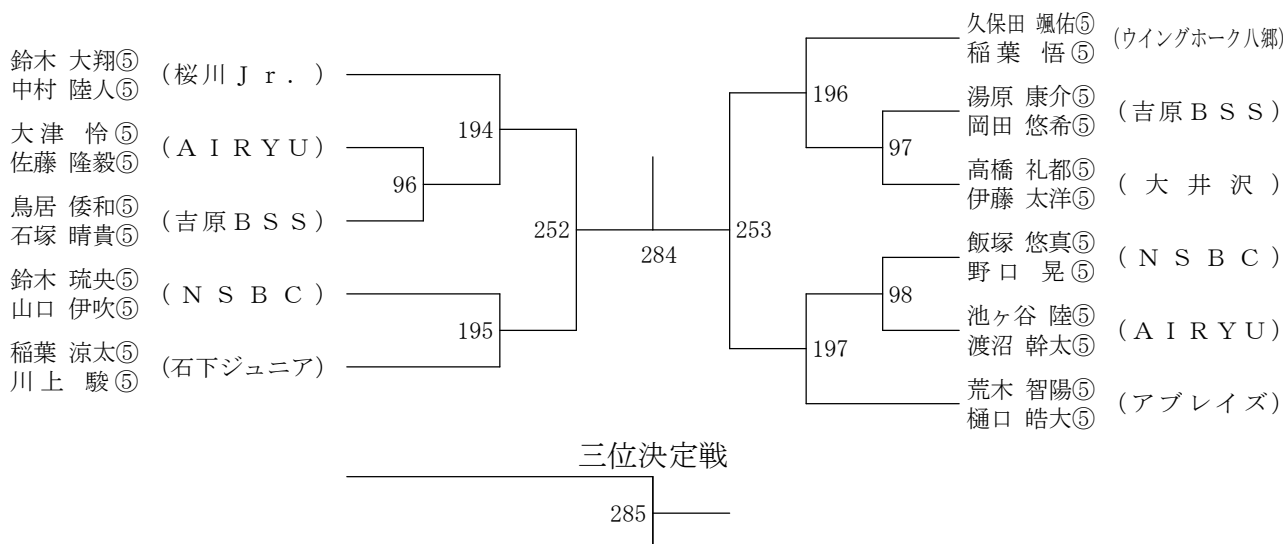 鈴木 大翔⑤
中村 陸人⑤
(桜川Ｊｒ．)
大津 怜⑤
佐藤 隆毅⑤
(ＡＩＲＹＵ)
鳥居 倭和⑤
石塚 晴貴⑤
(吉原ＢＳＳ)
鈴木 琉央⑤
山口 伊吹⑤
(ＮＳＢＣ)
稲葉 涼太⑤
川上 駿⑤
(石下ジュニア)
194
96
195
252
284
253
196
97
98
197
久保田 颯佑⑤
稲葉 悟⑤
(ウイングホーク八郷)
湯原 康介⑤
岡田 悠希⑤
(吉原ＢＳＳ)
高橋 礼都⑤
伊藤 太洋⑤
(大井沢)
飯塚 悠真⑤
野口 晃⑤
(ＮＳＢＣ)
池ヶ谷 陸⑤
渡沼 幹太⑤
(ＡＩＲＹＵ)
荒木 智陽⑤
樋口 皓大⑤
(アブレイズ)
三位決定戦
285